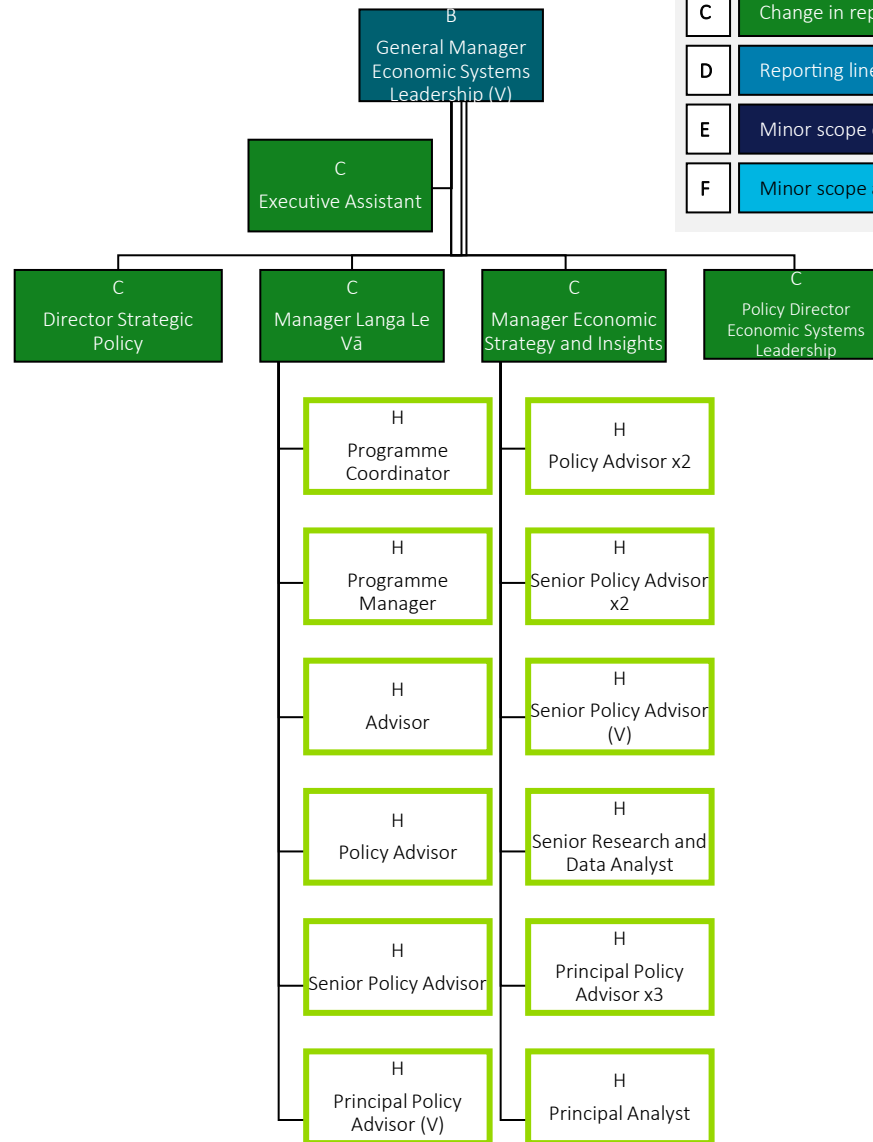 B
General Manager
Economic Systems
Leadership (V)
C
Change in
D
Reporting line
E
Minor scope
F
Minor scope
C
Executive Assistant
C
Director Strategic
Policy
C
Manager Langa Le
Vā
C
Manager Economic
Strategy and Insights
C
Policy Director
Economic Systems
Leadership
H
Programme
Coordinator
H
Policy Advisor x2
H
Programme
Manager
H
Senior Policy Advisor
x2
H
Advisor
H
Senior Policy Advisor
(V)
H
Policy Advisor
H
Senior Research and
Data Analyst
H
Senior Policy Advisor
H
Principal Policy
Advisor x3
H
Principal Policy
Advisor (V)
H
Principal Analyst